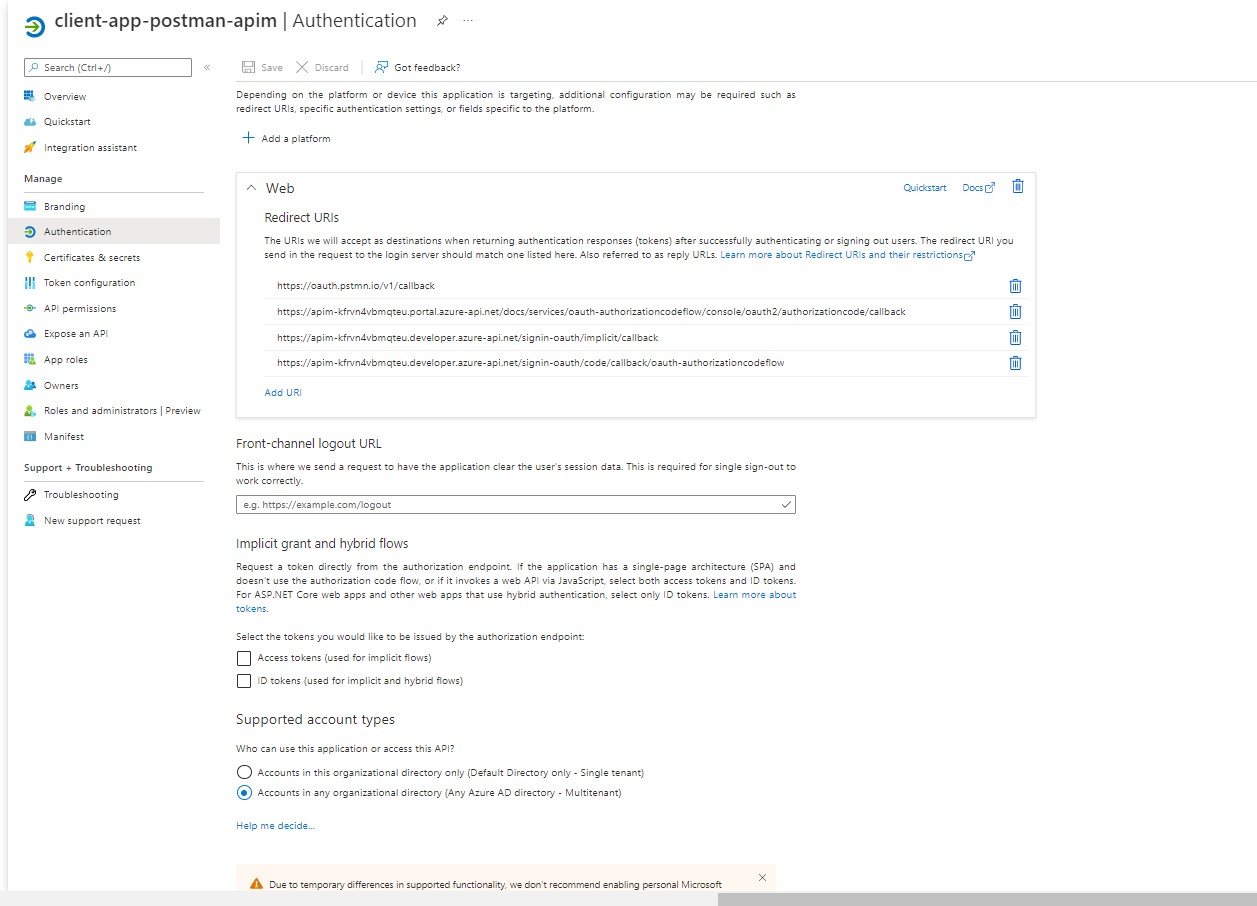 client-app-postman-apim | Authentication
Search (Ctrl+/)
«
Save
Discard
Got feedback?
Overview
Quickstart
Integration assistant
Manage
Branding
Authentication
Certificates & secrets
Token configuration
API permissions
Expose an API
App roles
Owners
Roles and administrators | Preview
Manifest
Support + Troubleshooting
Troubleshooting
New support request
Depending on the platform or device this application is targeting, additional configuration may be required such as
redirect URIs, specific authentication settings, or fields specific to the platform.
Add a platform
Web
Quickstart
Docs
Redirect URIs
The URIs we will accept as destinations when returning authentication responses (tokens) after successfully authenticating or signing out users. The redirect URI you
send in the request to the login server should match one listed here. Also referred to as reply URLs. Learn more about Redirect URIs and their restrictions
https://oauth.pstmn.io/v1/callback
https://apim-kfrvn4vbmqteu.portal.azure-api.net/docs/services/oauth-authorizationcodeflow/console/oauth2/authorizationcode/callback
https://apim-kfrvn4vbmqteu.developer.azure-api.net/signin-oauth/implicit/callback
https://apim-kfrvn4vbmqteu.developer.azure-api.net/signin-oauth/code/callback/oauth-authorizationcodeflow
Add URI
Front-channel logout URL
This is where we send a request to have the application clear the user's session data. This is required for single sign-out to
work correctly.
e.g. https://example.com/logout
Implicit grant and hybrid flows
Request a token directly from the authorization endpoint. If the application has a single-page architecture (SPA) and
doesn't use the authorization code flow, or if it invokes a web API via JavaScript, select both access tokens and ID tokens.
For ASP.NET Core web apps and other web apps that use hybrid authentication, select only ID tokens. Learn more about
tokens.
Select the tokens you would like to be issued by the authorization endpoint:
Access tokens (used for implicit flows)
ID tokens (used for implicit and hybrid flows)
Supported account types
Who can use this application or access this API?
Accounts in this organizational directory only (Default Directory only - Single tenant)
Accounts in any organizational directory (Any Azure AD directory - Multitenant)
Help me decide...
Due to temporary differences in supported functionality, we don't recommend enabling personal Microsoft